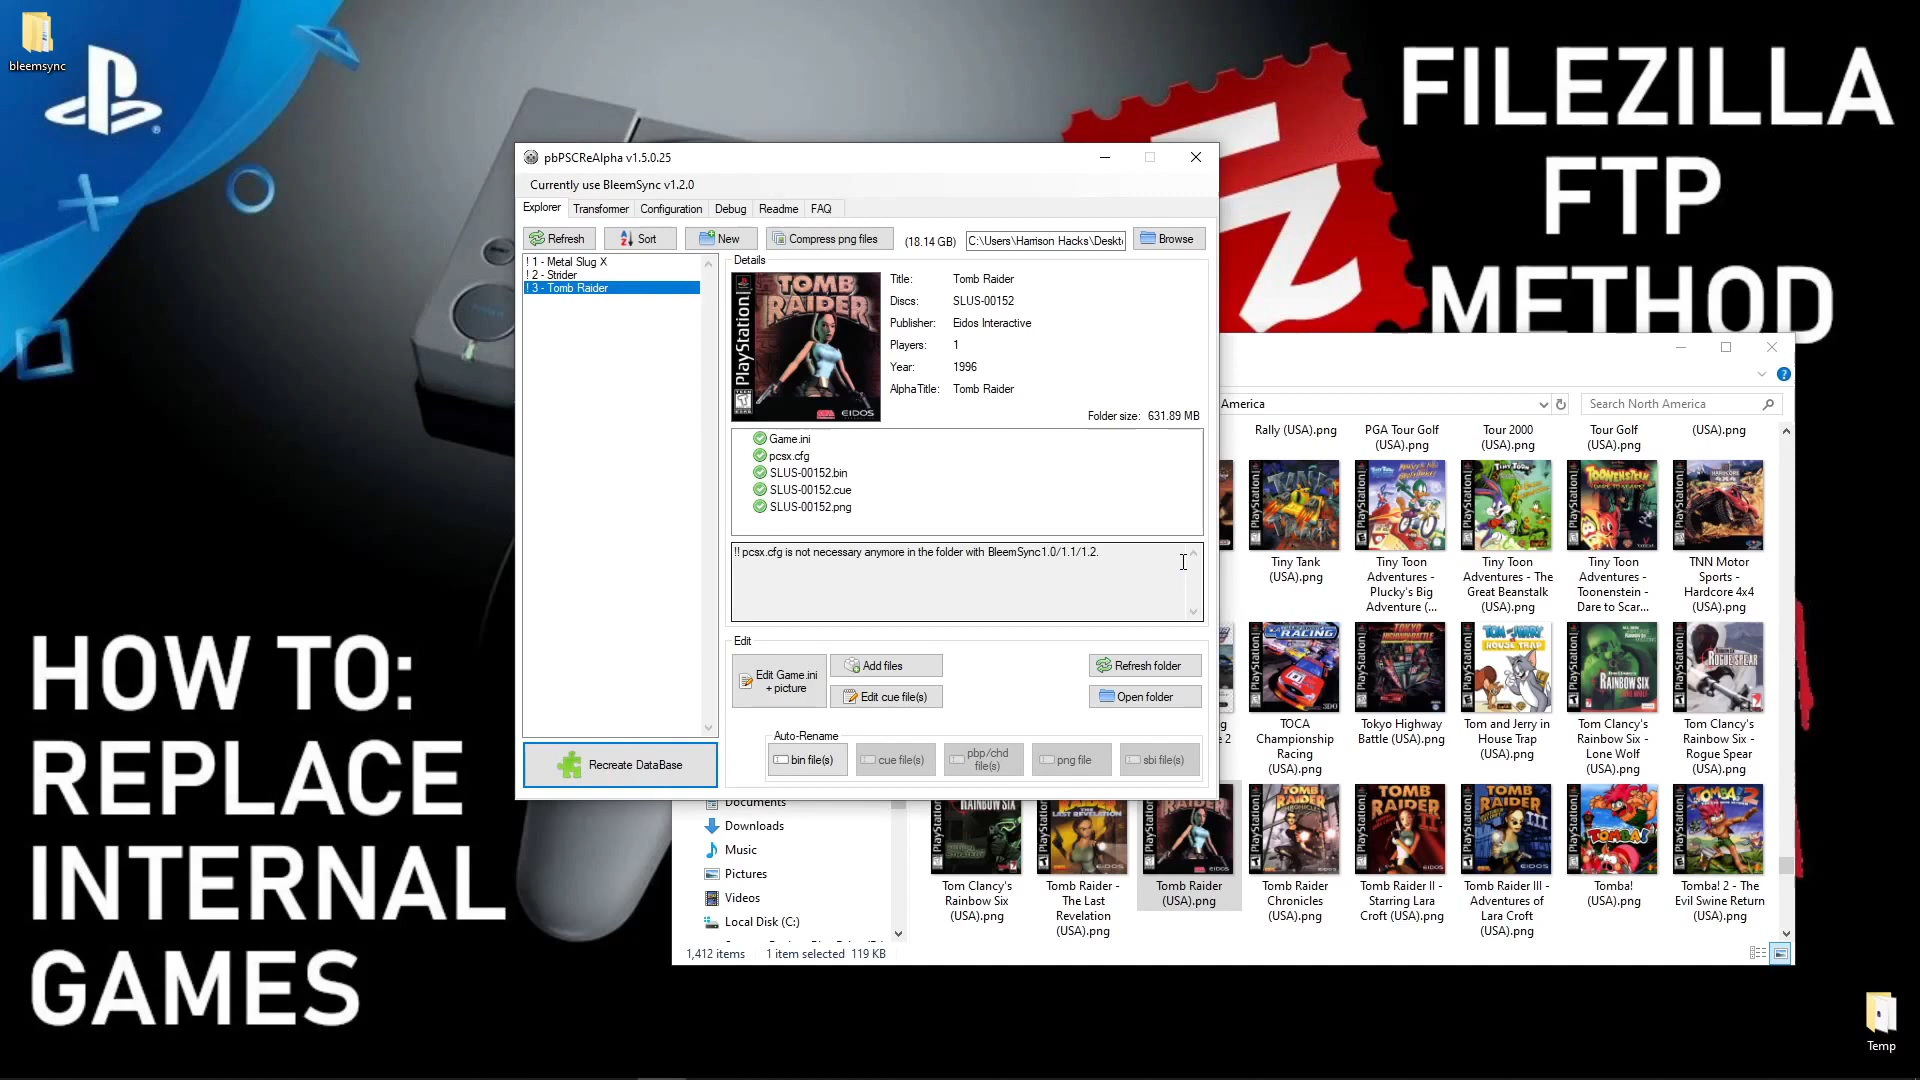 bleemsync
FILEZILLA
FTP
METHOD
HOW TO:
REPLACE
INTERNAL
GAMES
pbPSCReAlpha v1.5.0.25
Currently use BleemSync v1.2.0
Explorer
Transformer
Configuration
Debug
Readme
FAQ
Refresh
Sort
New
Compress png files
(18.14 GB)
C:\Users\Harrison Hacks\Deskt
Browse
! 1 - Metal Slug X
! 2 - Strider
! 3 - Tomb Raider
Details
PlayStation
TOMB
RAIDER
EIDOS
Title: Tomb Raider
Discs: SLUS-00152
Publisher: Eidos Interactive
Players: 1
Year: 1996
AlphaTitle: Tomb Raider
Folder size: 631.89 MB
Game.ini
pcsx.cfg
SLUS-00152.bin
SLUS-00152.cue
SLUS-00152.png
!! pcsx.cfg is not necessary anymore in the folder with BleemSync1.0/1.1/1.2.
Edit
Edit Game.ini
+ picture
Add files
Edit cue file(s)
Refresh folder
Open folder
Auto-Rename
bin file(s)
cue file(s)
pbp/chd
file(s)
png file
sbi file(s)
Recreate DataBase
America
Search North America
Rally (USA).png
PGA Tour Golf
(USA).png
Tour 2000
(USA).png
Tour Golf
(USA).png
(USA).png
Tiny Tank
(USA).png
Tiny Toon
Adventures -
Plucky's Big
Adventure (...
Tiny Toon
Adventures - The
Great Beanstalk
(USA).png
Tiny Toon
Adventures -
Toonenstein -
Dare to Scar...
TNN Motor
Sports -
Hardcore 4x4
(USA).png
TOCA
Championship
Racing
(USA).png
Tokyo Highway
Battle (USA).png
Tom and Jerry in
House Trap
(USA).png
Tom Clancy's
Rainbow Six -
Lone Wolf
(USA).png
Tom Clancy's
Rainbow Six -
Rogue Spear
(USA).png
Tom Clancy's
Rainbow Six
(USA).png
Tomb Raider -
The Last
Revelation
(USA).png
Tomb Raider
(USA).png
Tomb Raider
Chronicles
(USA).png
Tomb Raider II -
Starring Lara
Croft (USA).png
Tomb Raider III -
Adventures of
Lara Croft
(USA).png
Tomba!
(USA).png
Tomba! 2 - The
Evil Swine Return
(USA).png
Documents
Downloads
Music
Pictures
Videos
Local Disk (C:)
1,412 items
1 item selected 119 KB
Temp